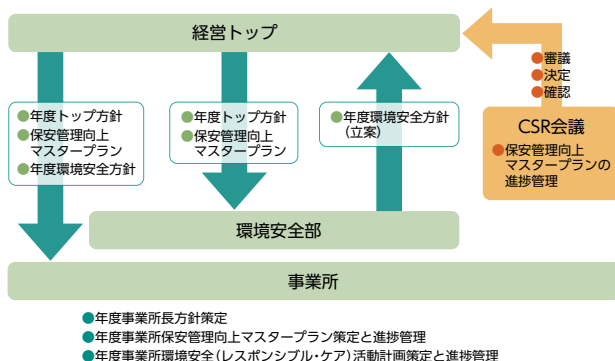 経営トップ
●審議
●決定
●確認
●年度トップ方針
●保安管理向上
マスタープラン
●年度環境安全方針
●年度トップ方針
●保安管理向上
マスタープラン
●年度環境安全方針
(立案)
CSR会議
●保安管理向上
マスタープランの
進捗管理
環境安全部
事業所
●年度事業所長方針策定
●年度事業所保安管理向上マスタープラン策定と進捗管理
●年度事業所環境安全(レスポンシブル・ケア)活動計画策定と進捗管理